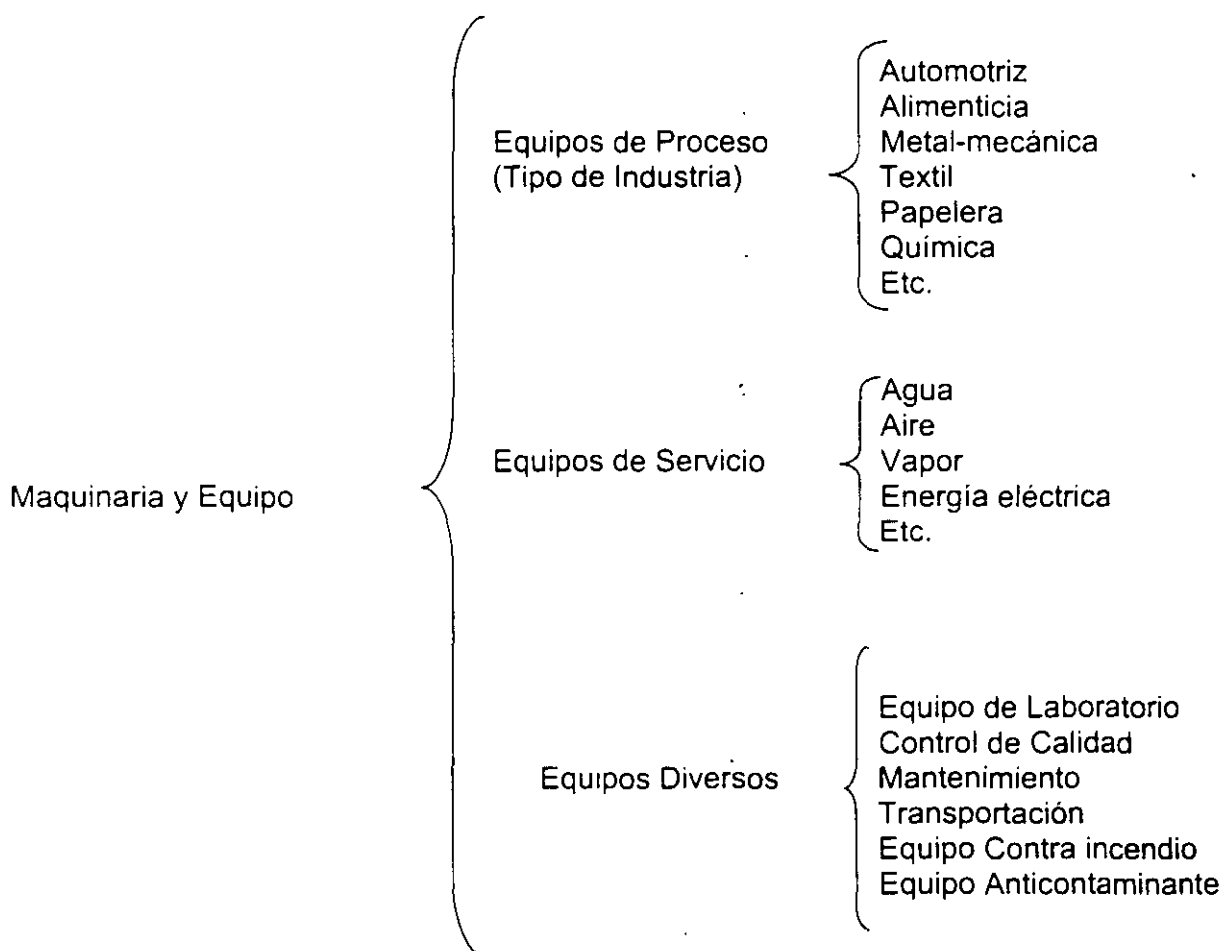 Maquinaria y Equipo
Equipos de Proceso
(Tipo de Industria)
Automotriz
Alimenticia
Metal-mecánica
Textil
Papelera
Química
Etc.
Equipos de Servicio
Agua
Aire
Vapor
Energía eléctrica
Etc.
Equipos Diversos
Equipo de Laboratorio
Control de Calidad
Mantenimiento
Transportación
Equipo Contra incendio
Equipo Anticontaminante